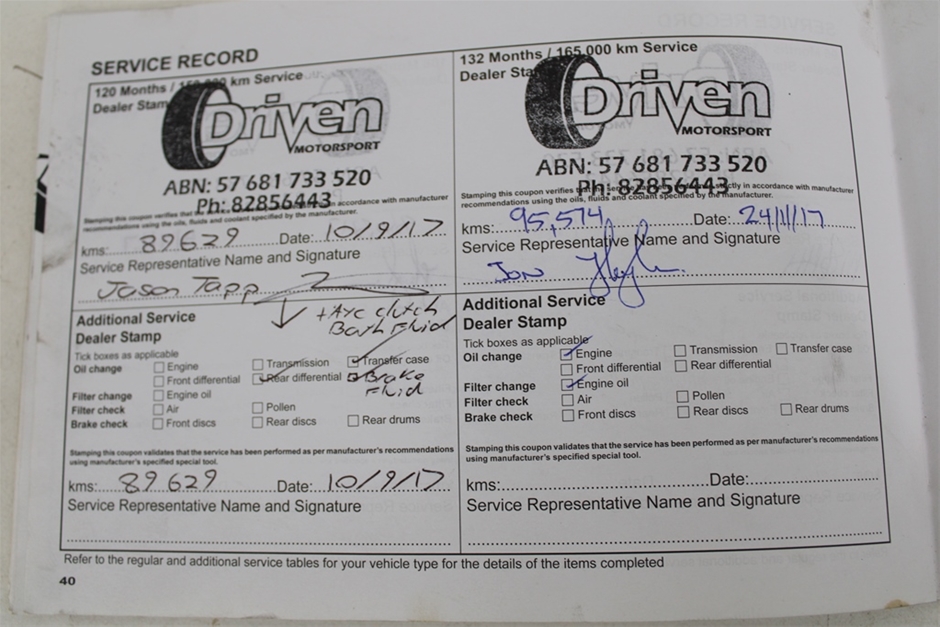 SERVICE RECORD
120 Months / 150,000 km Service
Dealer Stamp
Driven
MOTORSPORT
ABN: 57 681 733 520
Ph: 82856443
Stamping this coupon verifies that accordance with manufacturer
recommendations using the oils, fluids and coolant specified by the manufacturer.
kms: 89629 Date: 10/9/17
Service Representative Name and Signature
Jason Tapp
Additional Service
Dealer Stamp
+ AYC clutch
Bath Fluid
Tick boxes as applicable
Oil change Engine Transmission Transfer case
Front differential Rear differential Brake
Fluid
Filter change Engine oil
Filter check Air Pollen
Brake check Front discs Rear discs Rear drums
Stamping this coupon validates that the service has been performed as per manufacturer's recommendations
using manufacturer's specified special tool.
kms: 89629 Date: 10/9/17
Service Representative Name and Signature
132 Months / 165,000 km Service
Dealer Stamp
Driven
MOTORSPORT
ABN: 57 681 733 520
Ph: 82856443
Stamping this coupon verifies that the strictly in accordance with manufacturer
recommendations using the oils, fluids and coolant specified by the manufacturer.
kms: 95,574 Date: 24/11/17
Service Representative Name and Signature
Jon
Additional Service
Dealer Stamp
Tick boxes as applicable
Oil change Engine Transmission Transfer case
Front differential Rear differential
Filter change Engine oil
Filter check Air Pollen
Brake check Front discs Rear discs Rear drums
Stamping this coupon validates that the service has been performed as per manufacturer's recommendations
using manufacturer's specified special tool.
kms: Date:
Service Representative Name and Signature
Refer to the regular and additional service tables for your vehicle type for the details of the items completed
40